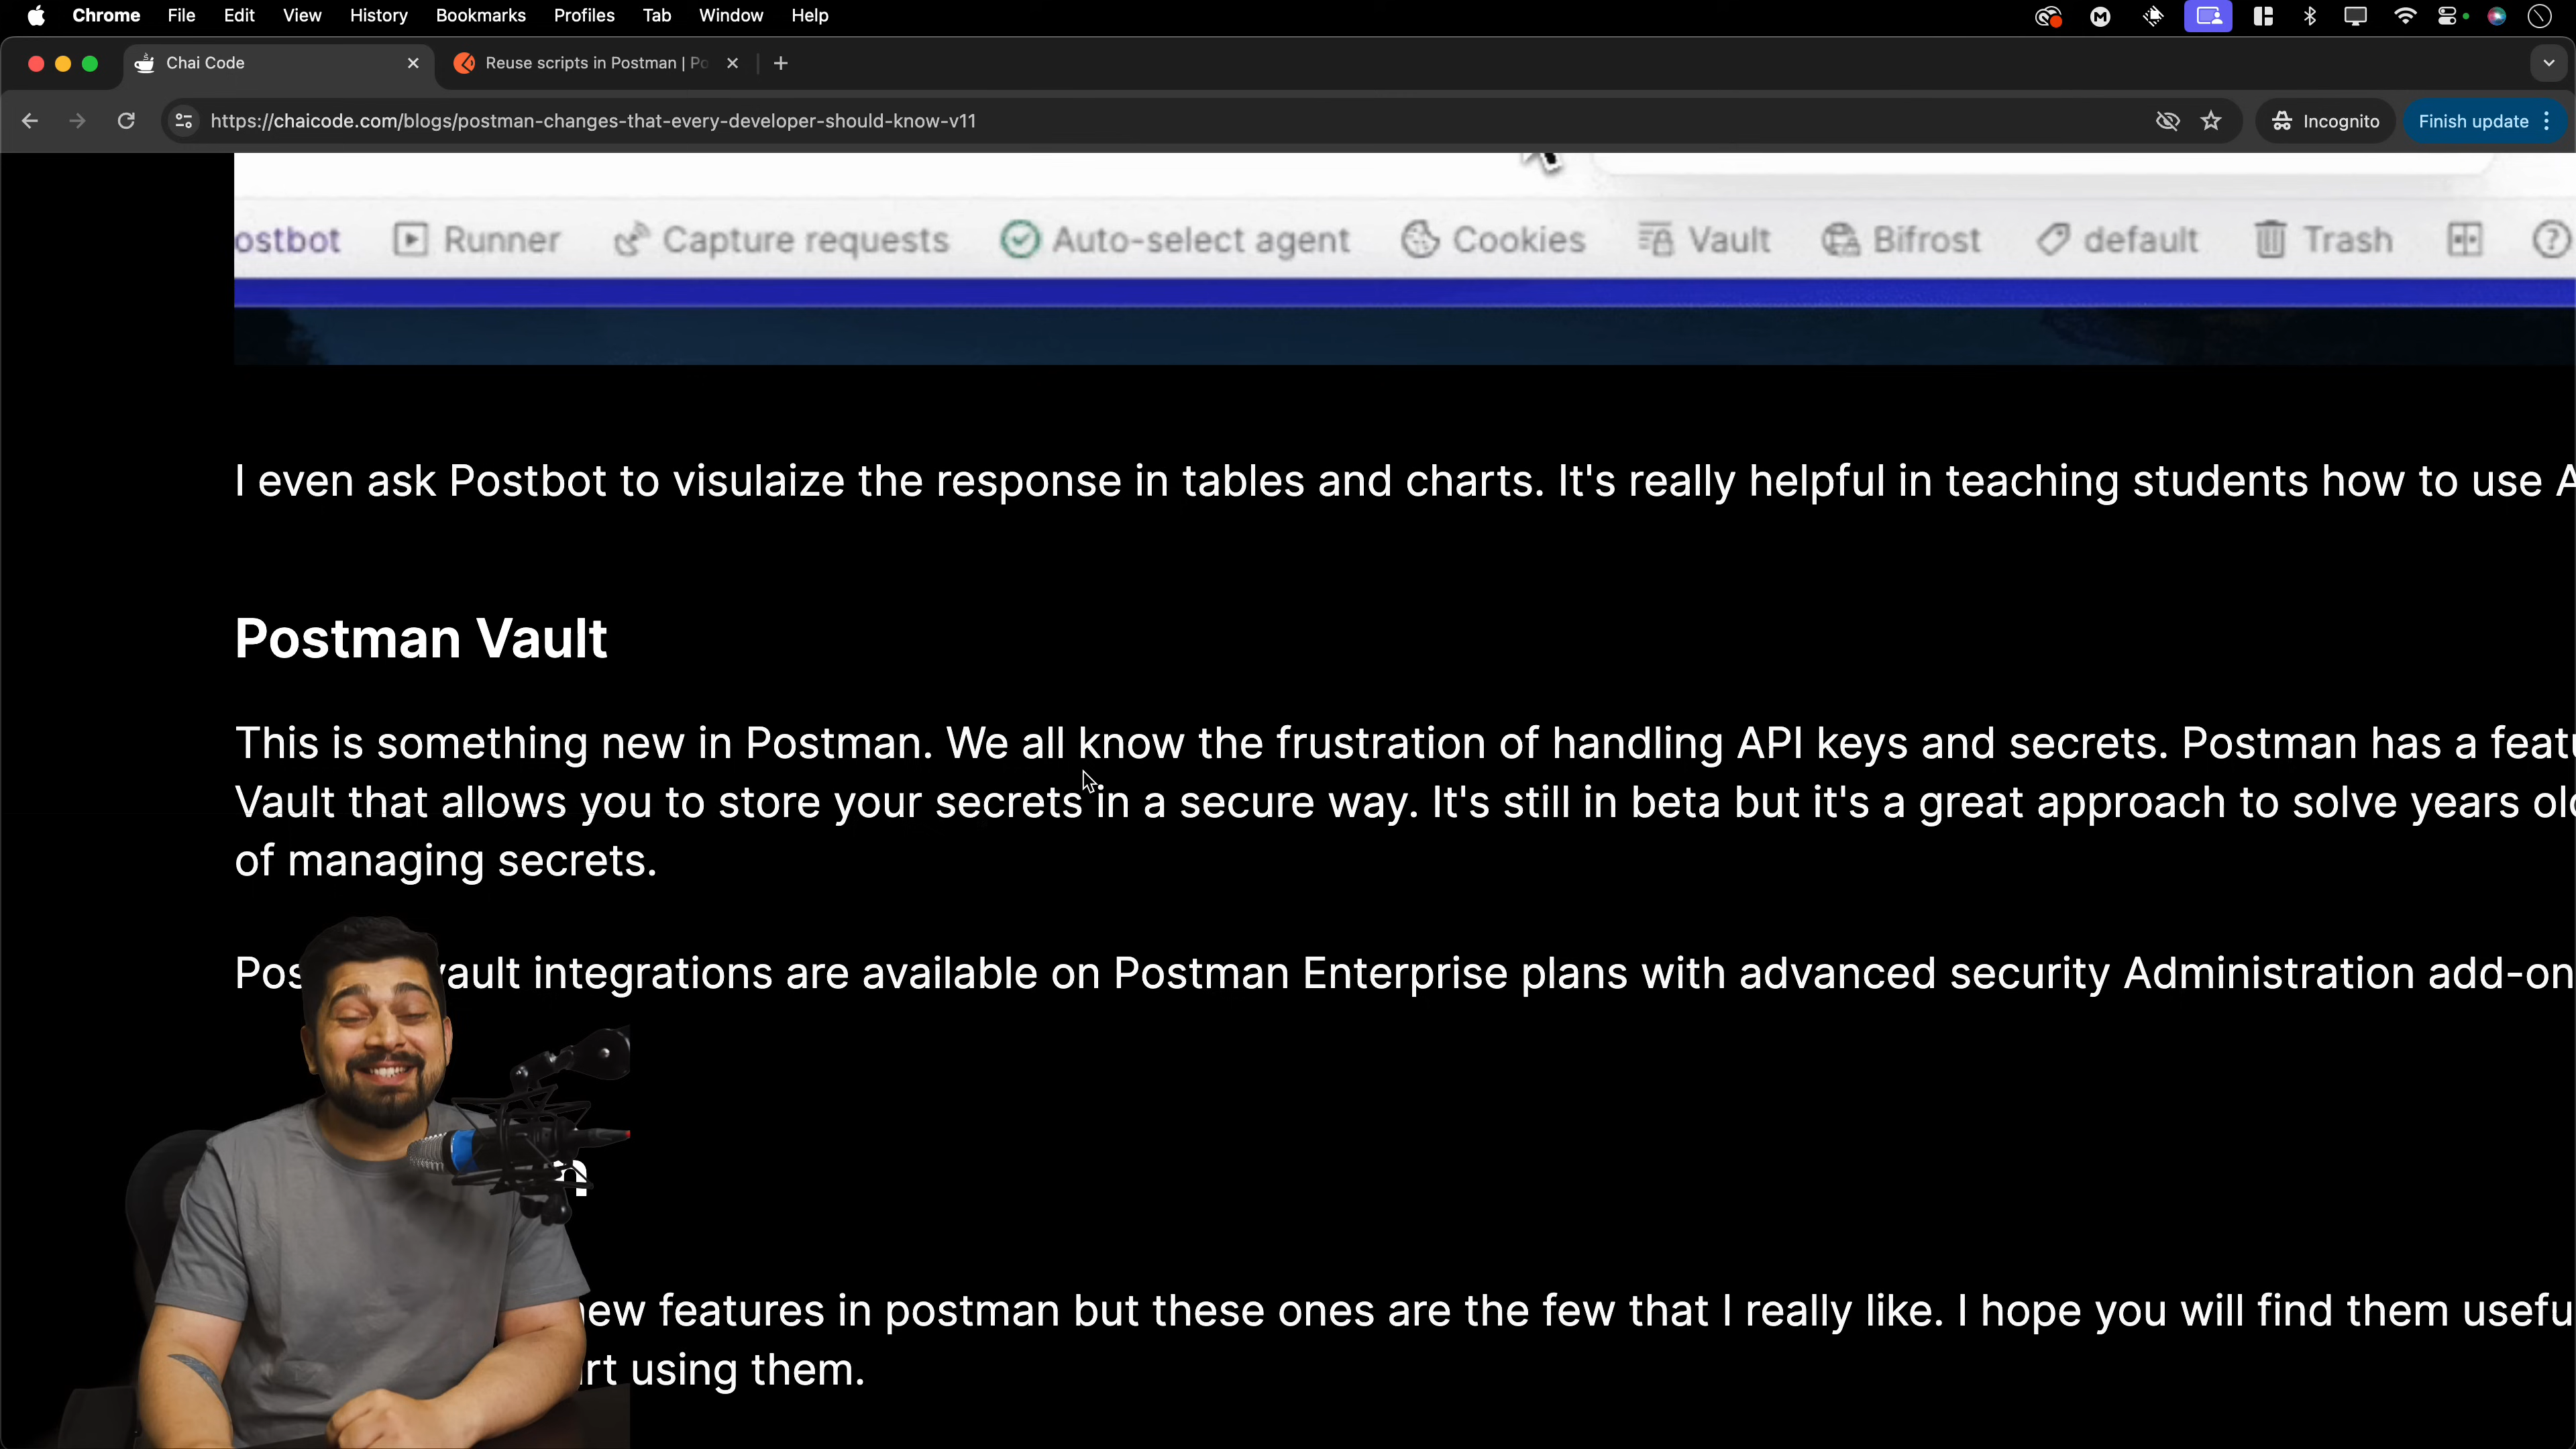 Chrome File Edit View History Bookmarks Profiles Tab Window Help
Chai Code
Reuse scripts in Postman | Po
https://chaicode.com/blogs/postman-changes-that-every-developer-should-know-v11
Incognito
Finish update
ostbot Runner Capture requests Auto-select agent Cookies Vault Bifrost default Trash
I even ask Postbot to visulaize the response in tables and charts. It's really helpful in teaching students how to use A
Postman Vault
This is something new in Postman. We all know the frustration of handling API keys and secrets. Postman has a featu
Vault that allows you to store your secrets in a secure way. It's still in beta but it's a great approach to solve years old
of managing secrets.
Pos vault integrations are available on Postman Enterprise plans with advanced security Administration add-on
n
new features in postman but these ones are the few that I really like. I hope you will find them usefu
rt using them.